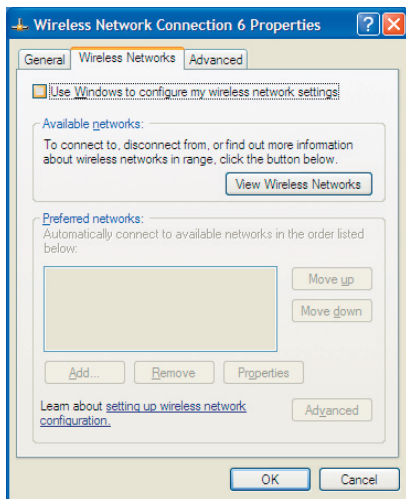 Wireless Network Connection 6 Properties
General Wireless Networks Advanced
Use Windows to configure my wireless network settings
Available networks:
To connect to, disconnect from, or find out more information
about wireless networks in range, click the button below.
View Wireless Networks
Preferred networks:
Automatically connect to available networks in the order listed
below:
Move up
Move down
Add... Remove Properties
Learn about setting up wireless network
configuration.
Advanced
OK Cancel